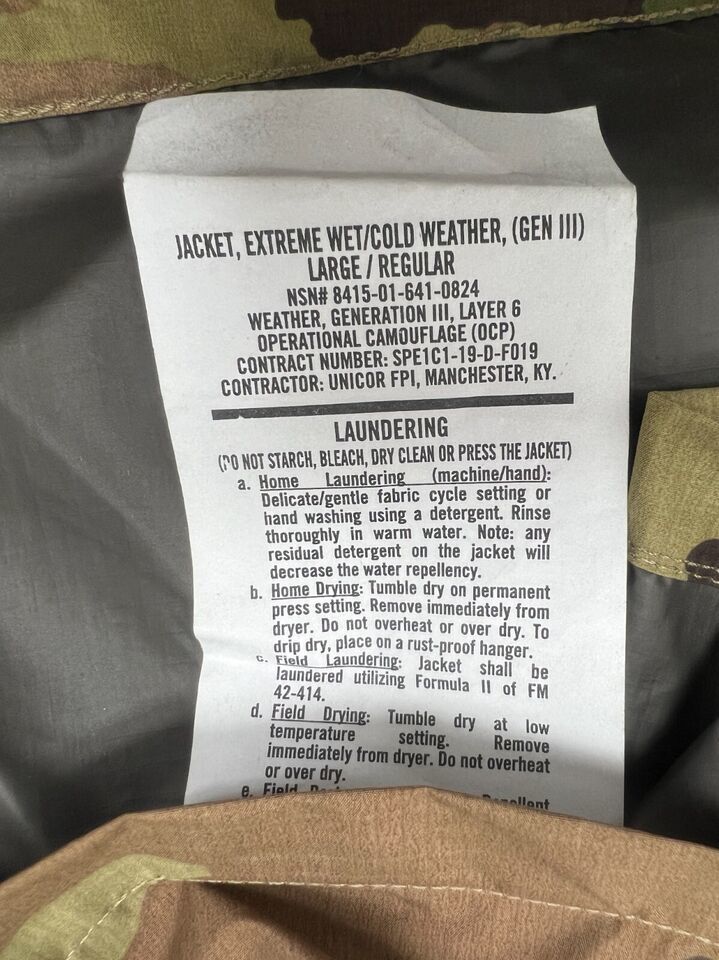 JACKET, EXTREME WET/COLD WEATHER, (GEN III)
LARGE / REGULAR
NSN# 8415-01-641-0824
WEATHER, GENERATION III, LAYER 6
OPERATIONAL CAMOUFLAGE (OCP)
CONTRACT NUMBER: SPE1C1-19-D-F019
CONTRACTOR: UNICOR FPI, MANCHESTER, KY.
LAUNDERING
(DO NOT STARCH, BLEACH, DRY CLEAN OR PRESS THE JACKET)
a. Home Laundering (machine/hand):
Delicate/gentle fabric cycle setting or
hand washing using a detergent. Rinse
thoroughly in warm water. Note: any
residual detergent on the jacket will
decrease the water repellency.
b. Home Drying: Tumble dry on permanent
press setting. Remove immediately from
dryer. Do not overheat or over dry. To
drip dry, place on a rust-proof hanger.
c. Field Laundering: Jacket shall be
laundered utilizing Formula II of FM
42-414.
d. Field Drying: Tumble dry at low
temperature setting. Remove
immediately from dryer. Do not overheat
or over dry.
e. Field